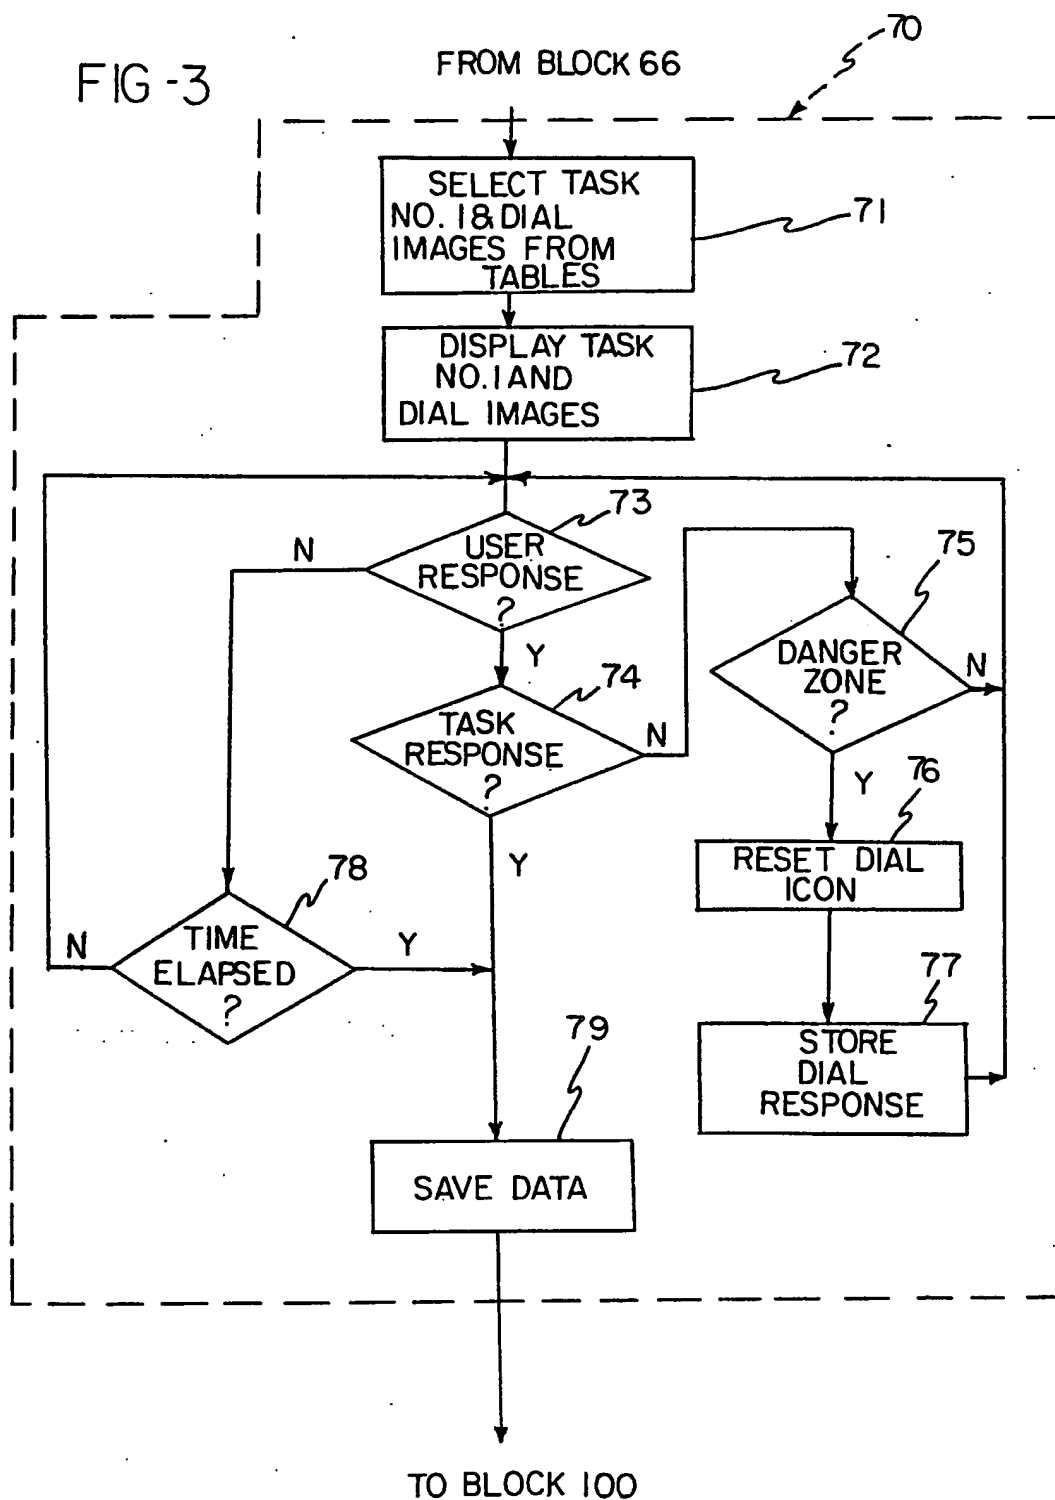 FIG-3
FROM BLOCK 66
70
SELECT TASK
NO. 1 & DIAL
IMAGES FROM
TABLES
71
DISPLAY TASK
NO. 1 AND
DIAL IMAGES
72
73
N
USER
RESPONSE
?
Y
75
DANGER
ZONE
?
N
74
TASK
RESPONSE
?
N
Y
76
Y
RESET DIAL
ICON
78
N
TIME
ELAPSED
?
Y
77
STORE
DIAL
RESPONSE
79
SAVE DATA
TO BLOCK 100